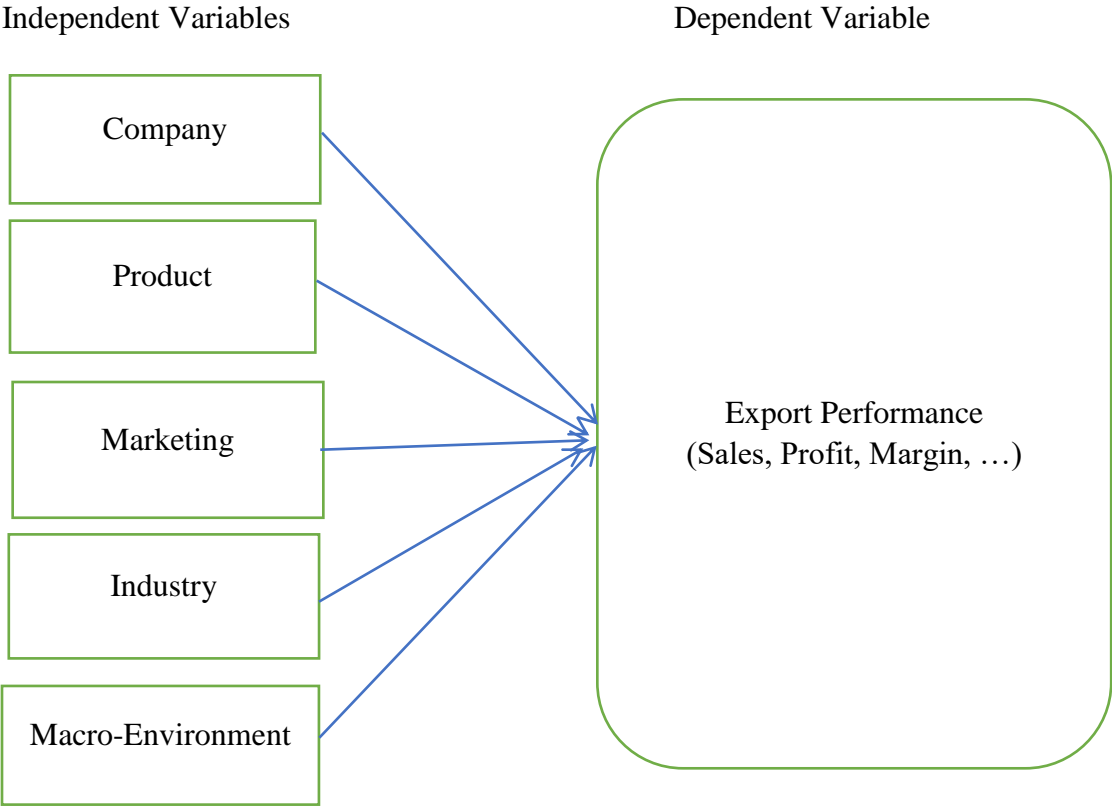 Independent Variables
Dependent Variable
Company
Product
Marketing
Industry
Macro-Environment
Export Performance
(Sales, Profit, Margin, …)